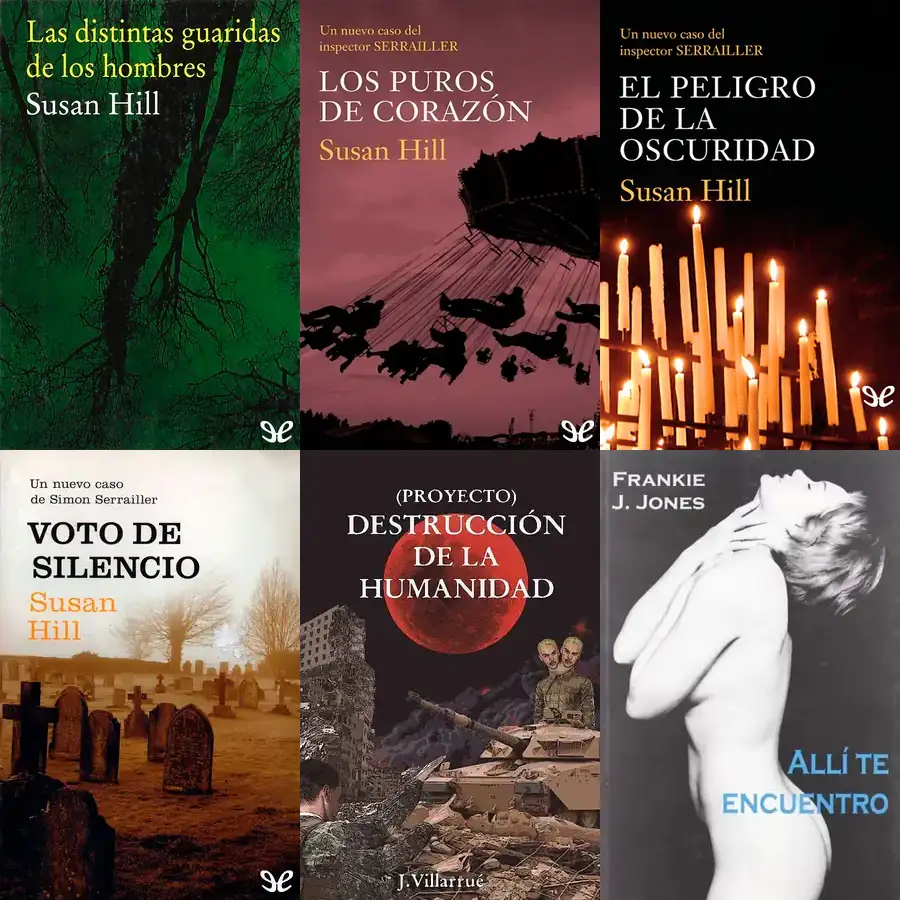 Las distintas guaridas
de los hombres
Susan Hill
Un nuevo caso del
inspector SERRAILLER
LOS PUROS
DE CORAZÓN
Susan Hill
Un nuevo caso del
inspector SERRAILLER
EL PELIGRO
DE LA
OSCURIDAD
Susan Hill
Un nuevo caso
de Simon Serrailler
VOTO DE
SILENCIO
Susan
Hill
(PROYECTO)
DESTRUCCIÓN
DE LA
HUMANIDAD
J.Villarrué
FRANKIE
J. JONES
ALLÍ TE
ENCUENTRO